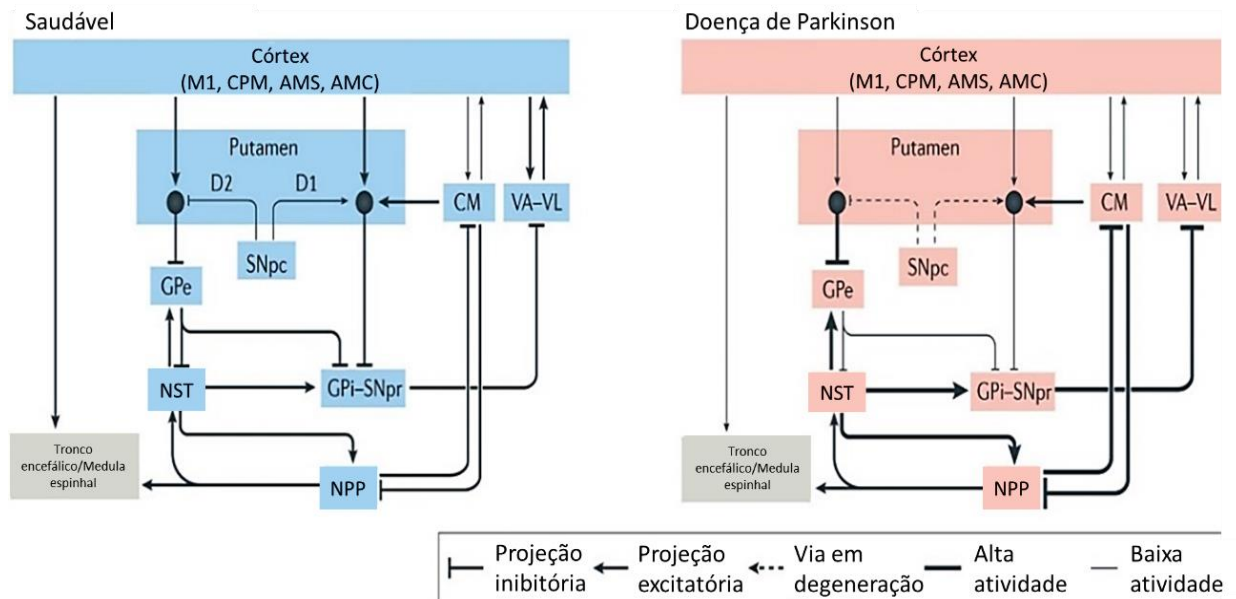 Saudável
Córtex
(M1, CPM, AMS, AMC)
Putamen
D2
D1
CM
VA–VL
SNpc
GPe
NST
GPi–SNpr
Tronco
encefálico/Medula
espinhal
NPP
Doença de Parkinson
Córtex
(M1, CPM, AMS, AMC)
Putamen
CM
VA–VL
SNpc
GPe
NST
GPi–SNpr
Tronco
encefálico/Medula
espinhal
NPP
Projeção
inibitória
Projeção
excitatória
Via em
degeneração
Alta
atividade
Baixa
atividade